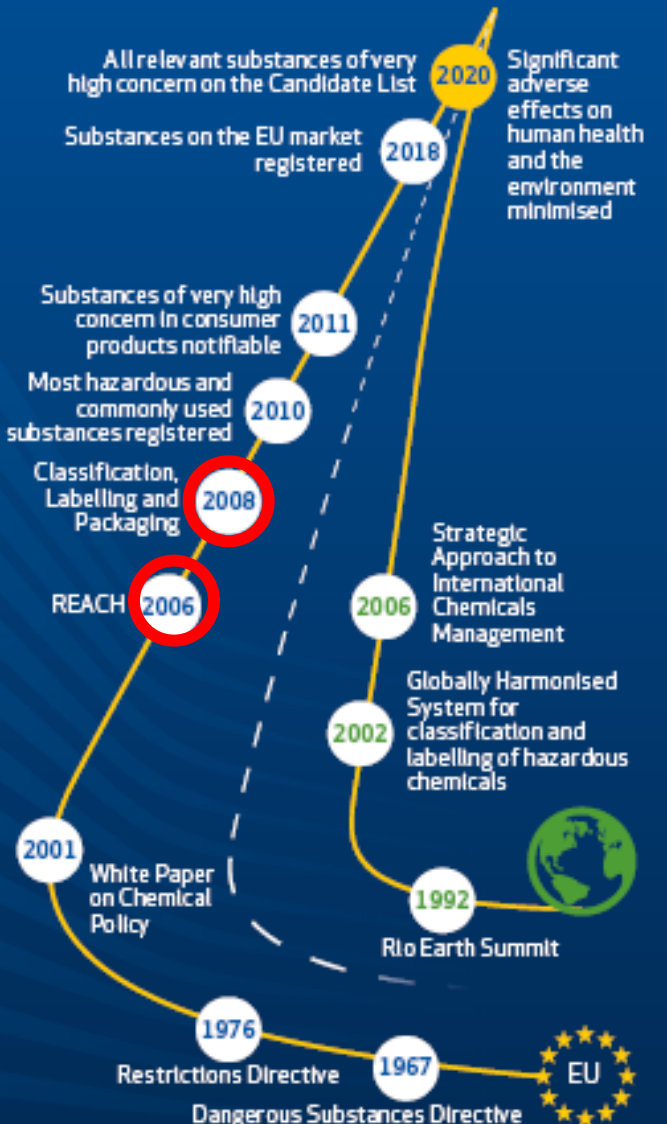 All relevant substances of very
high concern on the Candidate List
2020
Significant
adverse
effects on
human health
and the
environment
minimised
Substances on the EU market
registered
2018
Substances of very high
concern in consumer
products notifiable
2011
Most hazardous and
commonly used
substances registered
2010
Classification,
Labelling and
Packaging
2008
REACH
2006
Strategic
Approach to
International
Chemicals
Management
2006
Globally Harmonised
System for
classification and
labelling of hazardous
chemicals
2002
2001
White Paper
on Chemical
Policy
1992
Rio Earth Summit
1976
Restrictions Directive
1967
Dangerous Substances Directive
EU